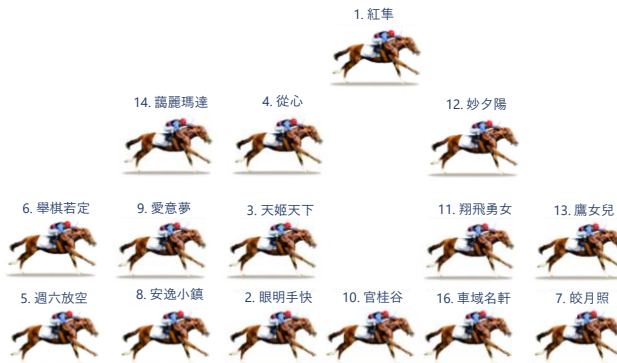 1. 紅隼
14. 藹麗瑪達
4. 從心
12. 妙夕陽
6. 舉棋若定
9. 愛意夢
3. 天姬天下
11. 翔飛勇女
13. 鷹女兒
5. 週六放空
8. 安逸小鎮
2. 眼明手快
10. 官桂谷
16. 車域名軒
7. 皎月照